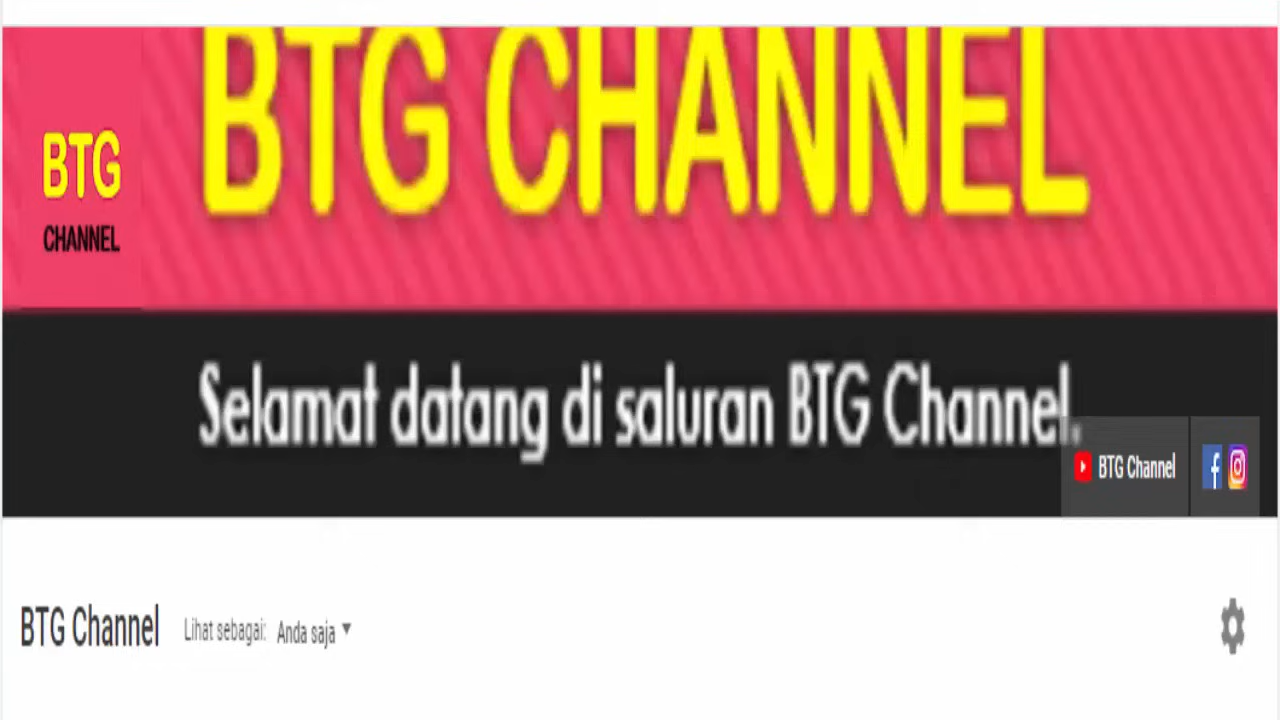 BTG CHANNEL
BTG
CHANNEL
Selamat datang di saluran BTG Channel.
BTG Channel
BTG Channel Lihat sebagai: Anda saja